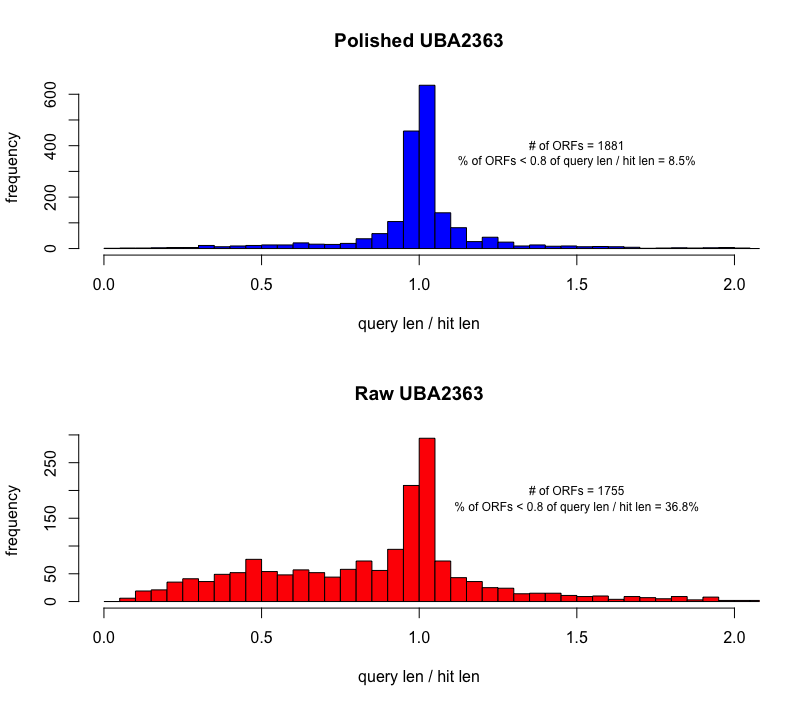 Polished UBA2363
frequency
600
400
200
0
# of ORFs = 1881
% of ORFs < 0.8 of query len / hit len = 8.5%
0.0 0.5 1.0 1.5 2.0
query len / hit len
Raw UBA2363
frequency
250
150
50
0
# of ORFs = 1755
% of ORFs < 0.8 of query len / hit len = 36.8%
0.0 0.5 1.0 1.5 2.0
query len / hit len